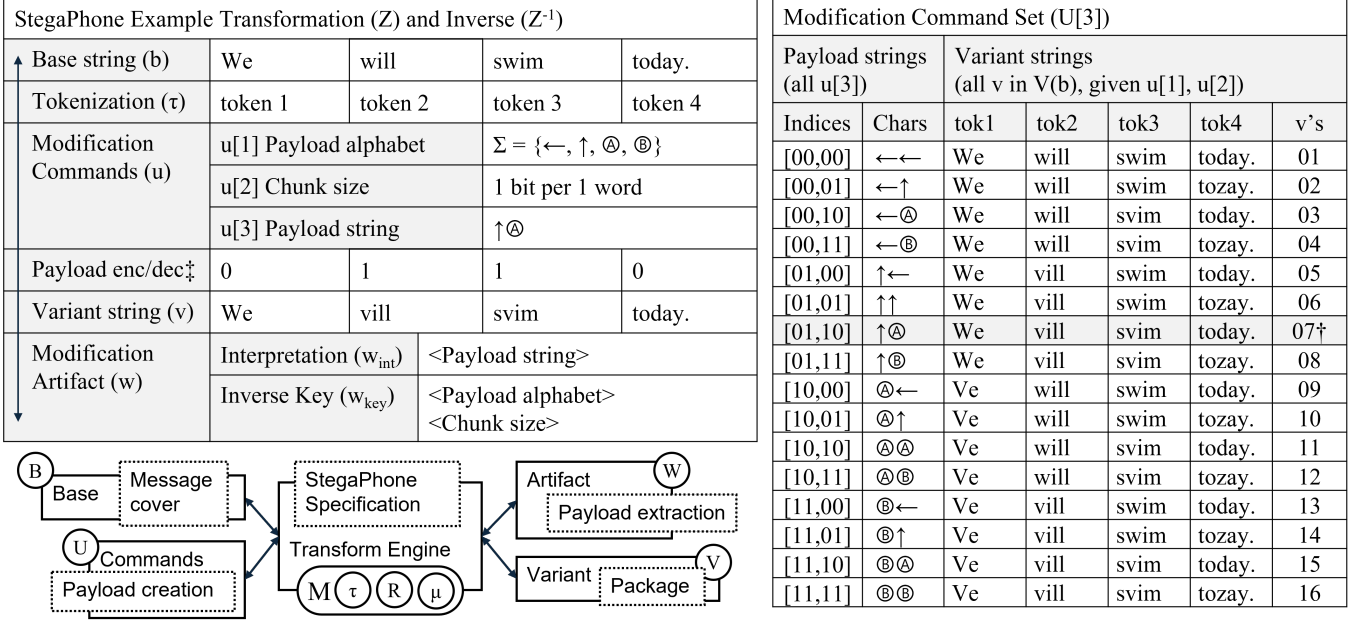 StegaPhone Example Transformation (Z) and Inverse (Z-1)
Base string (b) We will swim today.
Tokenization (τ) token 1 token 2 token 3 token 4
Modification Commands (u)
u[1] Payload alphabet Σ = {←, ↑, Ⓐ, Ⓑ}
u[2] Chunk size 1 bit per 1 word
u[3] Payload string ↑Ⓐ
Payload enc/dec‡ 0 1 1 0
Variant string (v) We vill svim today.
Modification Artifact (w)
Interpretation (wint) <Payload string>
Inverse Key (wkey) <Payload alphabet>
<Chunk size>
B
Base
Message
cover
U
Commands
Payload creation
StegaPhone
Specification
Transform Engine
M τ R μ
Artifact
W
Payload extraction
Variant
V
Package
Modification Command Set (U[3])
Payload strings
(all u[3])
Variant strings
(all v in V(b), given u[1], u[2])
Indices Chars tok1 tok2 tok3 tok4 v’s
[00,00] ←← We will swim today. 01
[00,01] ←↑ We will swim tozay. 02
[00,10] ←Ⓐ We will svim today. 03
[00,11] ←Ⓑ We will svim tozay. 04
[01,00] ↑← We vill swim today. 05
[01,01] ↑↑ We vill swim tozay. 06
[01,10] ↑Ⓐ We vill svim today. 07†
[01,11] ↑Ⓑ We vill svim tozay. 08
[10,00] Ⓐ← Ve will swim today. 09
[10,01] Ⓐ↑ Ve will swim tozay. 10
[10,10] ⒶⒶ Ve will svim today. 11
[10,11] ⒶⒷ Ve will svim tozay. 12
[11,00] Ⓑ← Ve vill swim today. 13
[11,01] Ⓑ↑ Ve vill swim tozay. 14
[11,10] ⒷⒶ Ve vill svim today. 15
[11,11] ⒷⒷ Ve vill svim tozay. 16